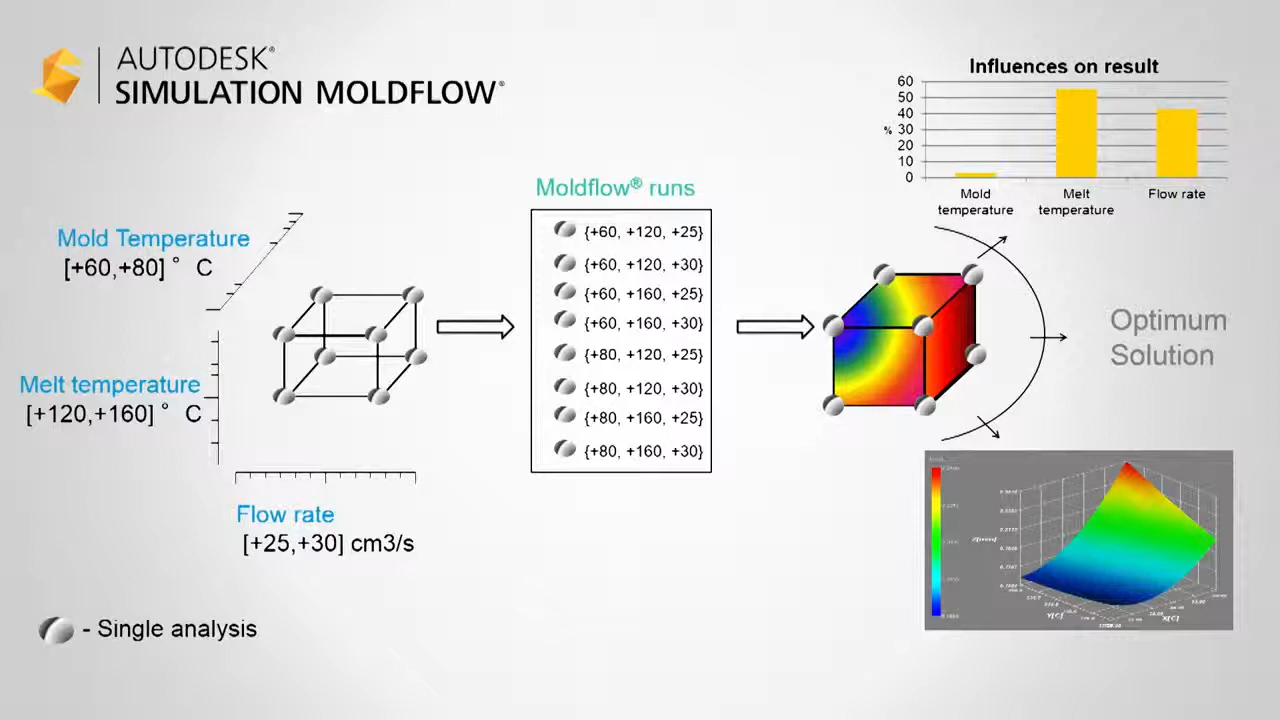 AUTODESK®
SIMULATION MOLDFLOW®
Influences on result
60
50
40
% 30
20
10
0
Mold temperature
Melt temperature
Flow rate
Moldflow® runs
{+60, +120, +25}
{+60, +120, +30}
{+60, +160, +25}
{+60, +160, +30}
{+80, +120, +25}
{+80, +120, +30}
{+80, +160, +25}
{+80, +160, +30}
Mold Temperature
[+60,+80] ° C
Melt temperature
[+120,+160] ° C
Flow rate
[+25,+30] cm3/s
Optimum
Solution
- Single analysis